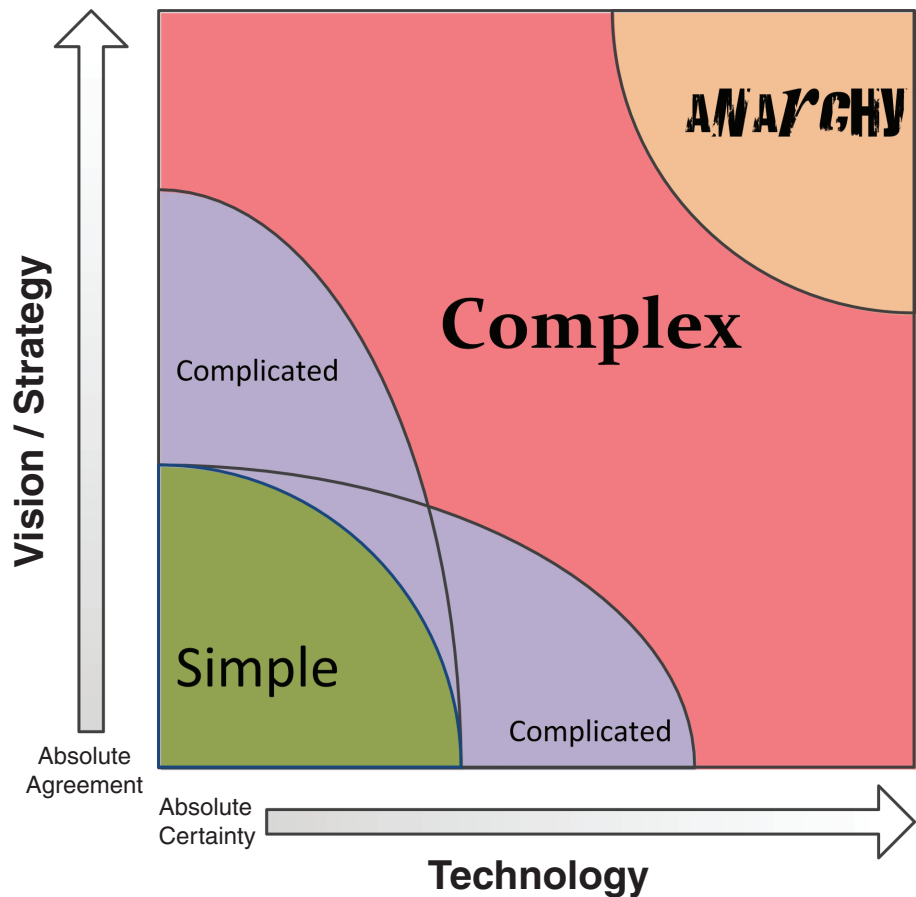 ANArCHY
Complex
Complicated
Simple
Complicated
Vision / Strategy
Absolute
Agreement
Absolute
Certainty
Technology